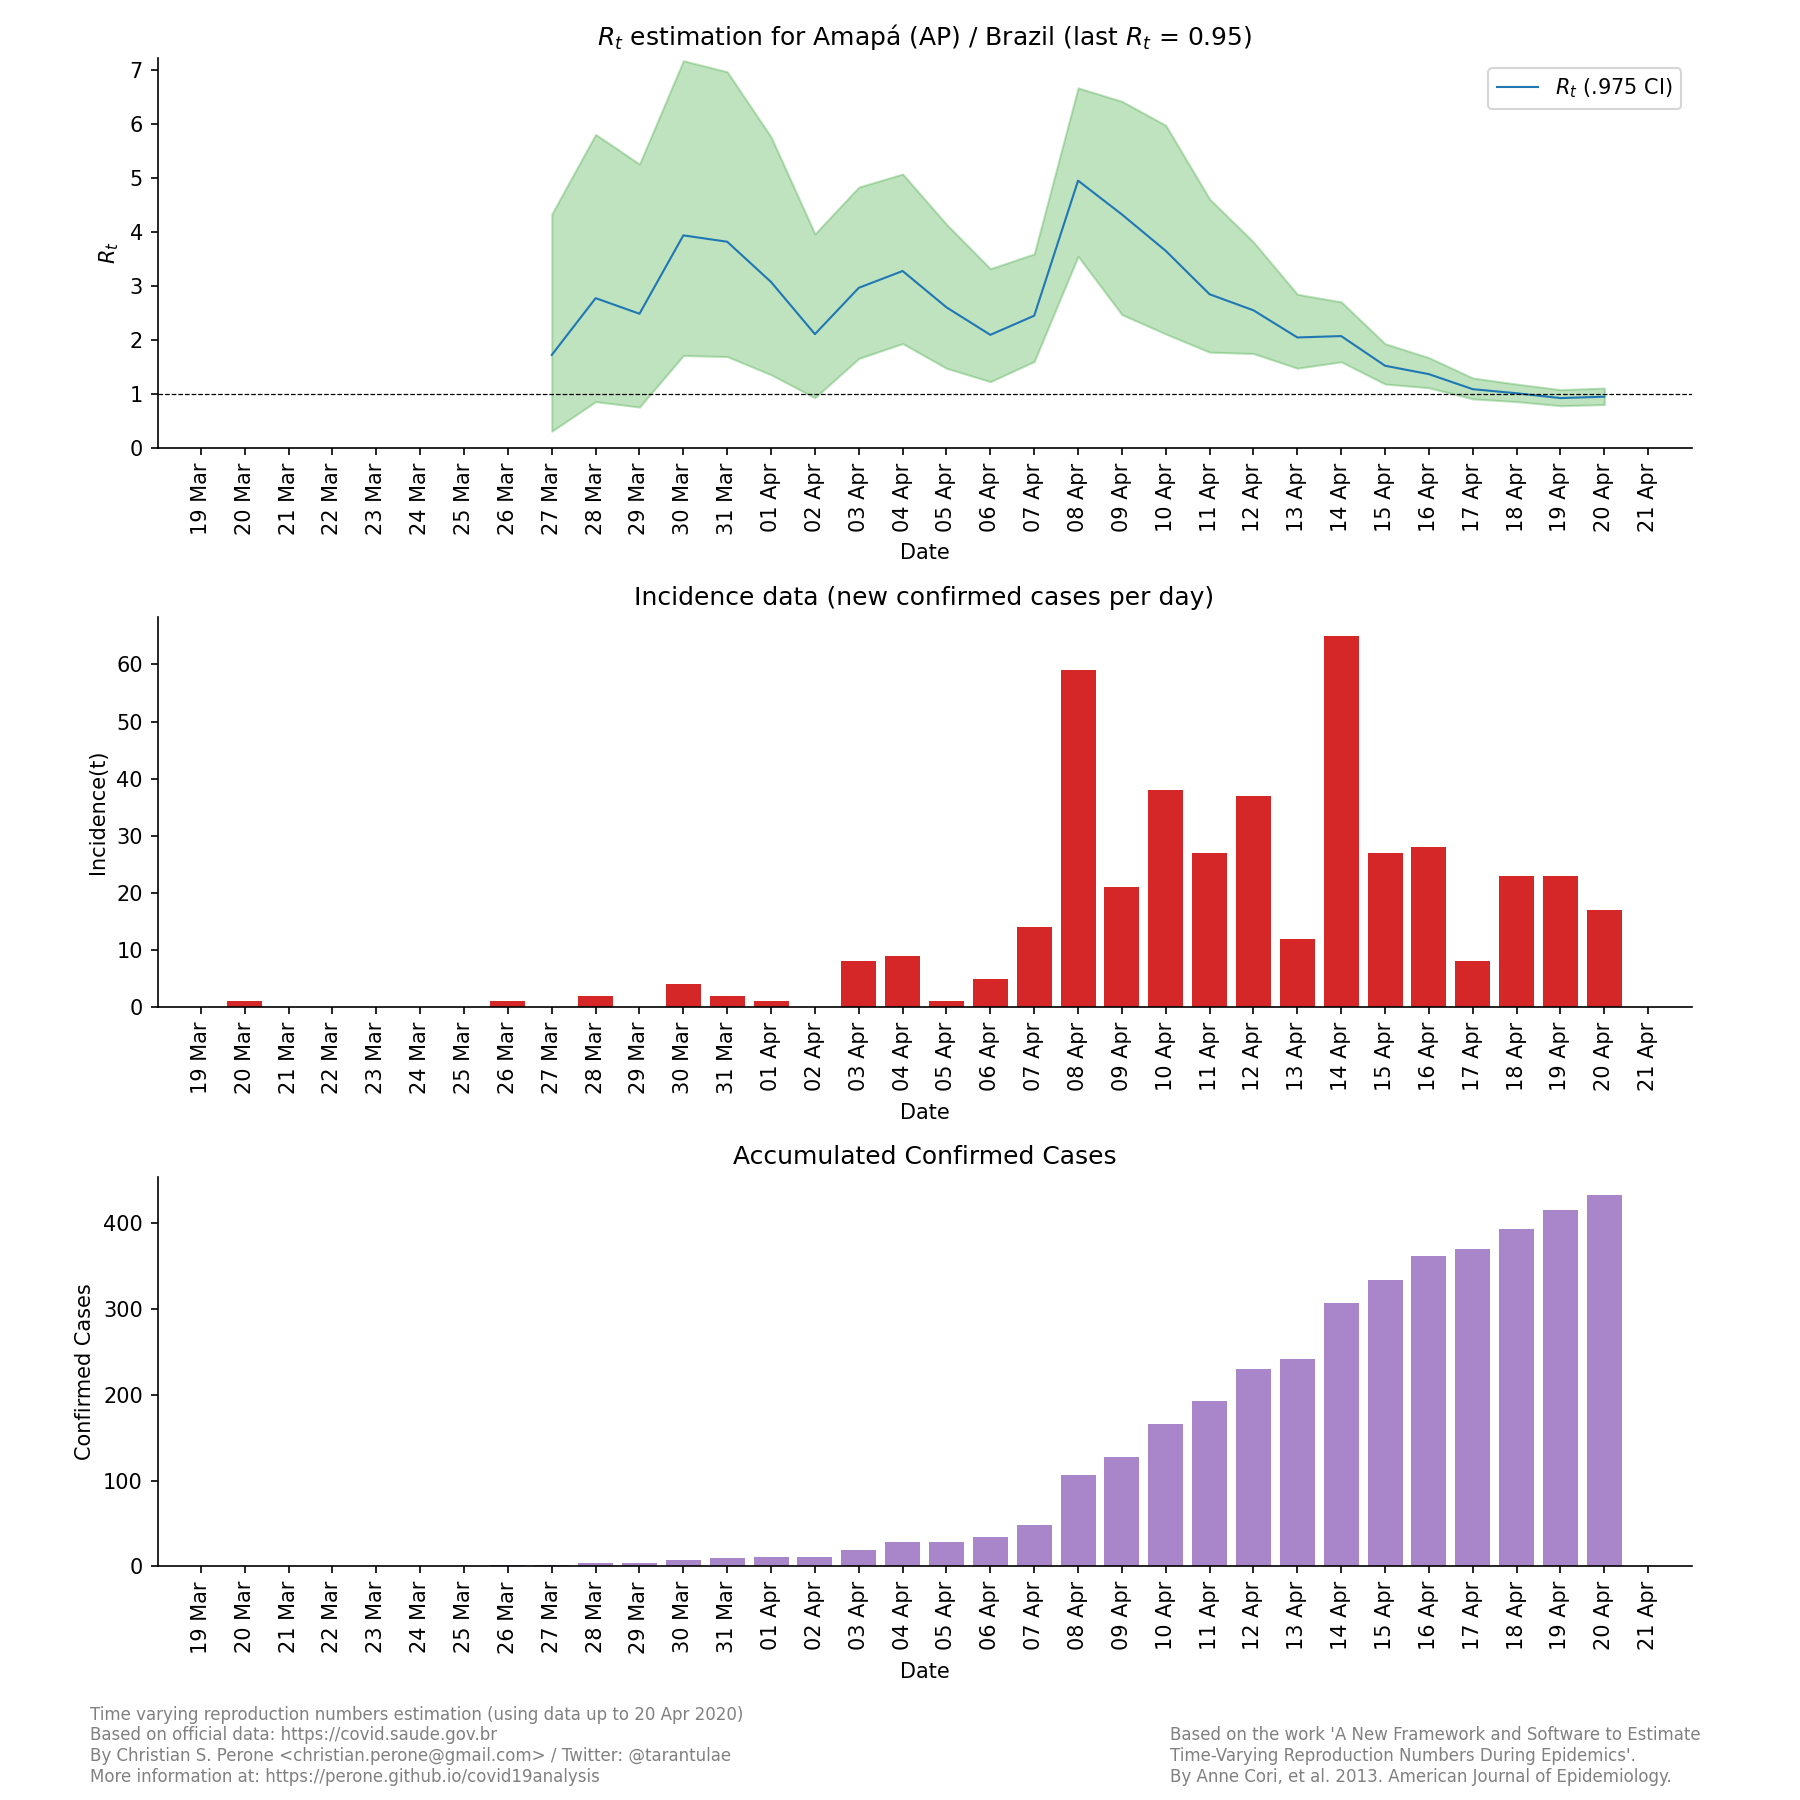 R_t estimation for Amapá (AP) / Brazil (last R_t = 0.95)
R_t (.975 CI)
7
6
5
4
3
2
1
0
R_t
19 Mar 20 Mar 21 Mar 22 Mar 23 Mar 24 Mar 25 Mar 26 Mar 27 Mar 28 Mar 29 Mar 30 Mar 31 Mar 01 Apr 02 Apr 03 Apr 04 Apr 05 Apr 06 Apr 07 Apr 08 Apr 09 Apr 10 Apr 11 Apr 12 Apr 13 Apr 14 Apr 15 Apr 16 Apr 17 Apr 18 Apr 19 Apr 20 Apr 21 Apr
Date
Incidence data (new confirmed cases per day)
60
50
40
30
20
10
0
Incidence(t)
19 Mar 20 Mar 21 Mar 22 Mar 23 Mar 24 Mar 25 Mar 26 Mar 27 Mar 28 Mar 29 Mar 30 Mar 31 Mar 01 Apr 02 Apr 03 Apr 04 Apr 05 Apr 06 Apr 07 Apr 08 Apr 09 Apr 10 Apr 11 Apr 12 Apr 13 Apr 14 Apr 15 Apr 16 Apr 17 Apr 18 Apr 19 Apr 20 Apr 21 Apr
Date
Accumulated Confirmed Cases
400
300
200
100
0
Confirmed Cases
19 Mar 20 Mar 21 Mar 22 Mar 23 Mar 24 Mar 25 Mar 26 Mar 27 Mar 28 Mar 29 Mar 30 Mar 31 Mar 01 Apr 02 Apr 03 Apr 04 Apr 05 Apr 06 Apr 07 Apr 08 Apr 09 Apr 10 Apr 11 Apr 12 Apr 13 Apr 14 Apr 15 Apr 16 Apr 17 Apr 18 Apr 19 Apr 20 Apr 21 Apr
Date
Time varying reproduction numbers estimation (using data up to 20 Apr 2020)
Based on official data: https://covid.saude.gov.br
By Christian S. Perone <christian.perone@gmail.com> / Twitter: @tarantulae
More information at: https://perone.github.io/covid19analysis
Based on the work 'A New Framework and Software to Estimate
Time-Varying Reproduction Numbers During Epidemics'.
By Anne Cori, et al. 2013. American Journal of Epidemiology.